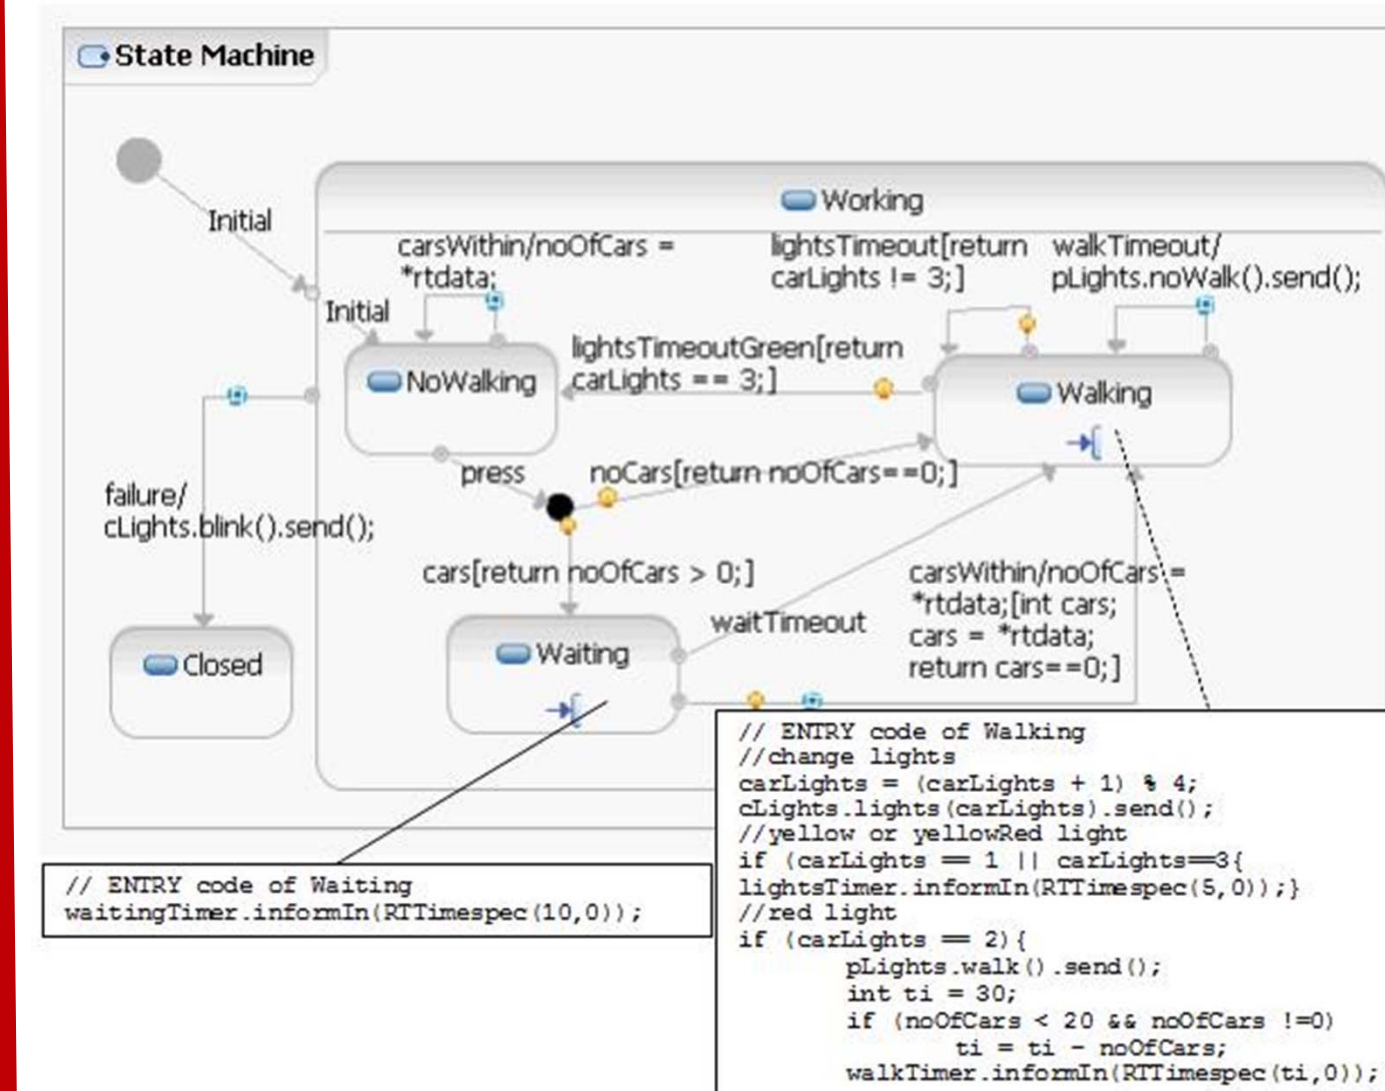 State Machine
Initial
Working
carsWithin/noOfCars =
*rtdata;
lightsTimeout[return
carLights != 3;]
walkTimeout/
pLights.noWalk().send();
Initial
lightsTimeoutGreen[return
carLights == 3;]
NoWalking
Walking
press
noCars[return noOfCars==0;]
failure/
cLights.blink().send();
cars[return noOfCars > 0;]
carsWithin/noOfCars =
*rtdata;[int cars;
cars = *rtdata;
return cars==0;]
waitTimeout
Waiting
Closed
// ENTRY code of Waiting
waitingTimer.informIn(RTTimespec(10,0));
// ENTRY code of Walking
//change lights
carLights = (carLights + 1) % 4;
cLights.lights(carLights).send();
//yellow or yellowRed light
if (carLights == 1 || carLights==3{
lightsTimer.informIn(RTTimespec(5,0));}
//red light
if (carLights == 2){
pLights.walk().send();
int ti = 30;
if (noOfCars < 20 && noOfCars !=0)
ti = ti - noOfCars;
walkTimer.informIn(RTTimespec(ti,0));